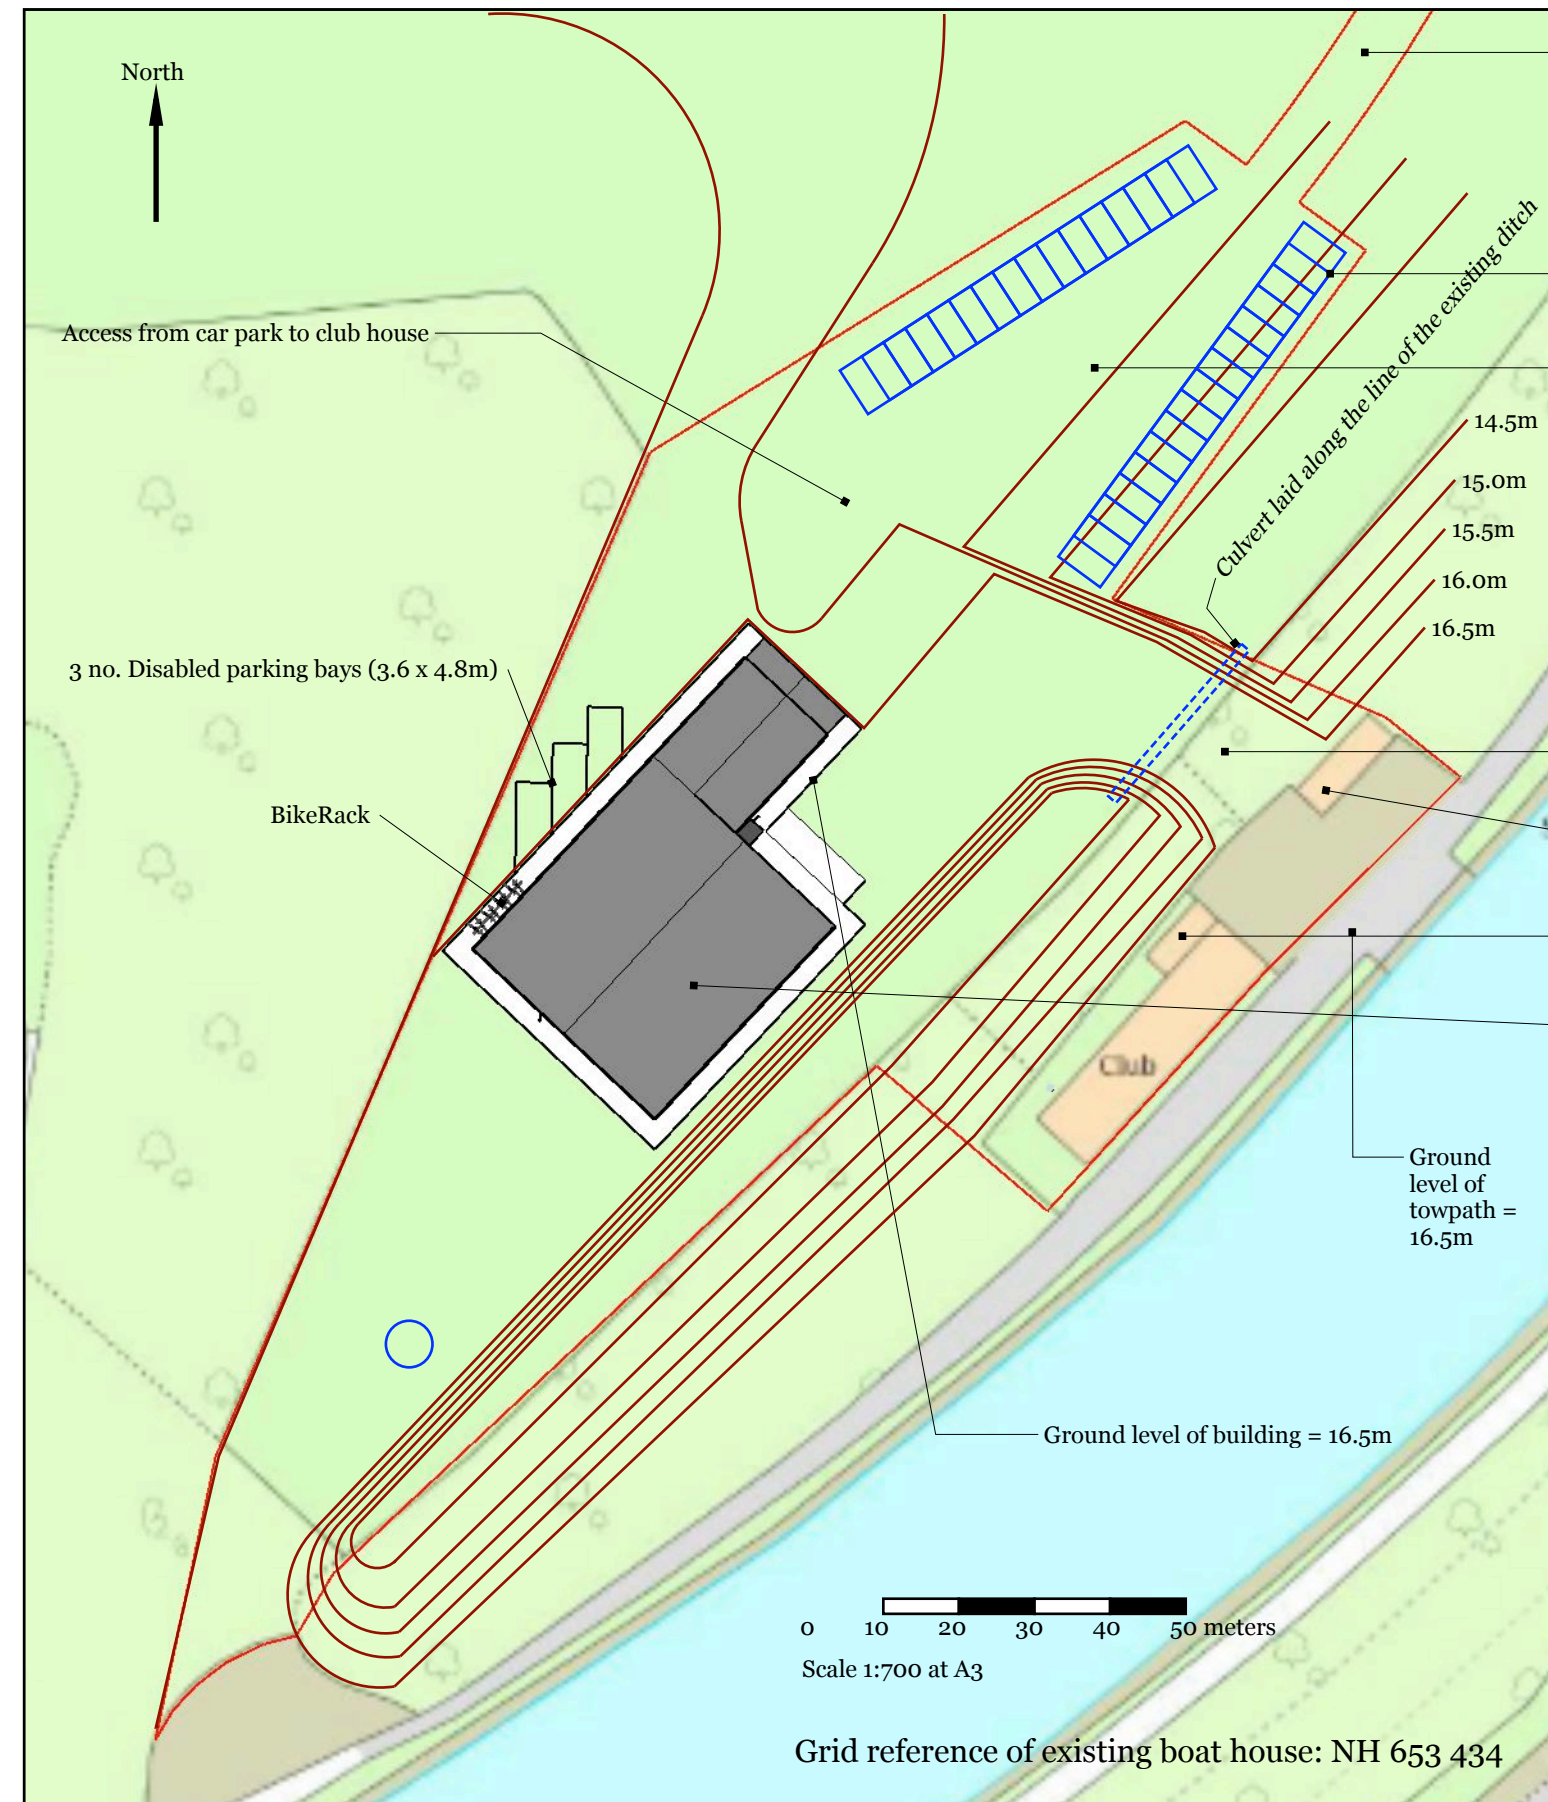 North
Culvert laid along the line of the existing ditch
Access from car park to club house
14.5m
15.0m
15.5m
16.0m
16.5m
3 no. Disabled parking bays (3.6 x 4.8m)
BikeRack
Club
Ground
level of
towpath =
16.5m
Ground level of building = 16.5m
0 10 20 30 40 50 meters
Scale 1:700 at A3
Grid reference of existing boat house: NH 653 434